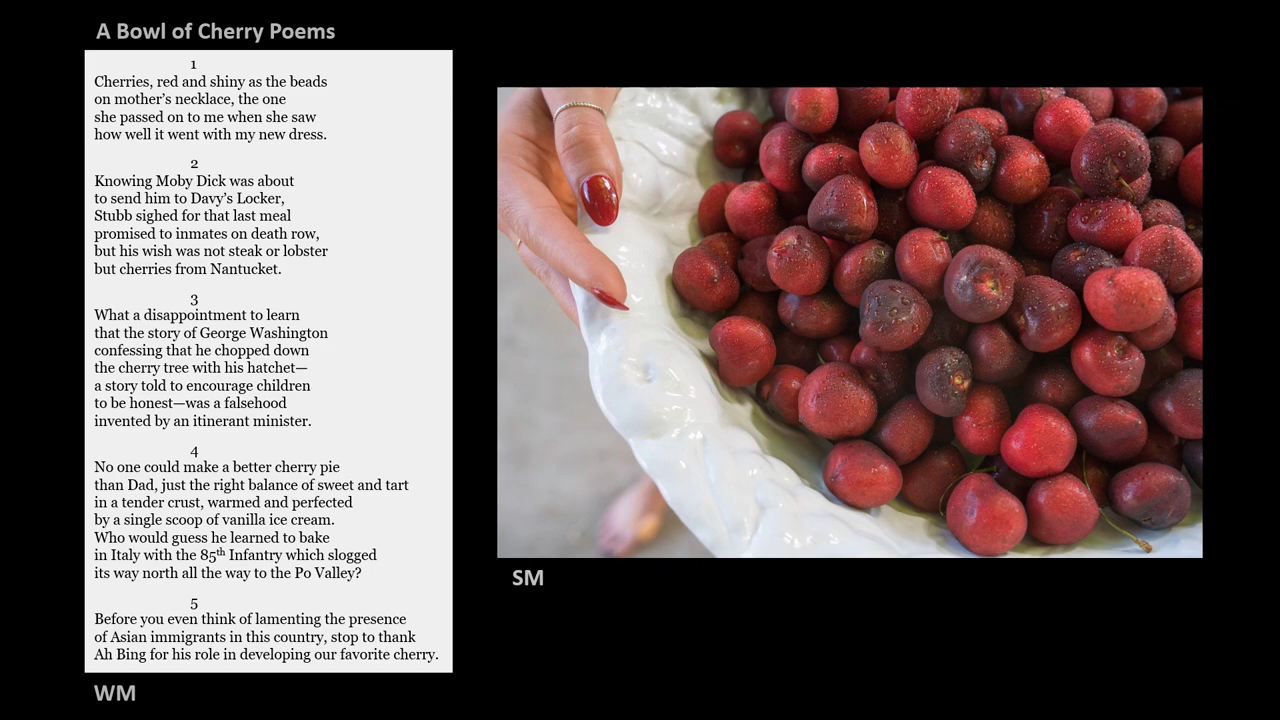 A Bowl of Cherry Poems
1
Cherries, red and shiny as the beads
on mother’s necklace, the one
she passed on to me when she saw
how well it went with my new dress.
2
Knowing Moby Dick was about
to send him to Davy’s Locker,
Stubb sighed for that last meal
promised to inmates on death row,
but his wish was not steak or lobster
but cherries from Nantucket.
3
What a disappointment to learn
that the story of George Washington
confessing that he chopped down
the cherry tree with his hatchet—
a story told to encourage children
to be honest—was a falsehood
invented by an itinerant minister.
4
No one could make a better cherry pie
than Dad, just the right balance of sweet and tart
in a tender crust, warmed and perfected
by a single scoop of vanilla ice cream.
Who would guess he learned to bake
in Italy with the 85th Infantry which slogged
its way north all the way to the Po Valley?
5
Before you even think of lamenting the presence
of Asian immigrants in this country, stop to thank
Ah Bing for his role in developing our favorite cherry.
WM
SM